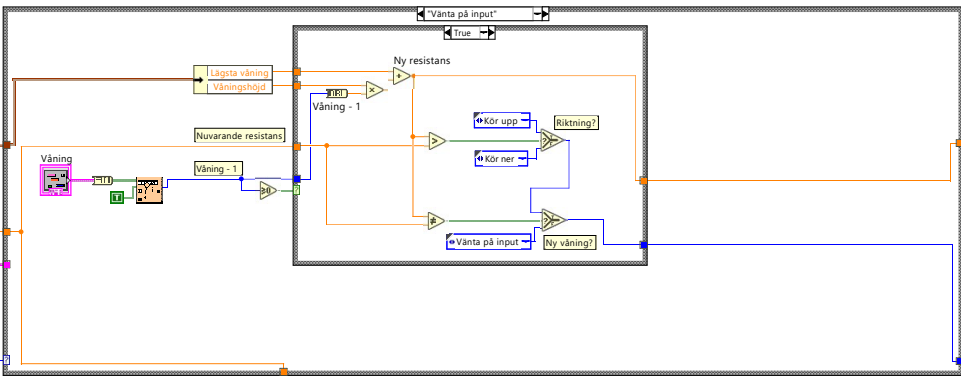 "Vänta på input"
True
Ny resistans
Lägsta våning
Våningshöjd
+
×
Våning - 1
Kör upp
Riktning?
Nuvarande resistans
>
Kör ner
Våning
Våning - 1
T
≥0
?
≠
Vänta på input
Ny våning?
?